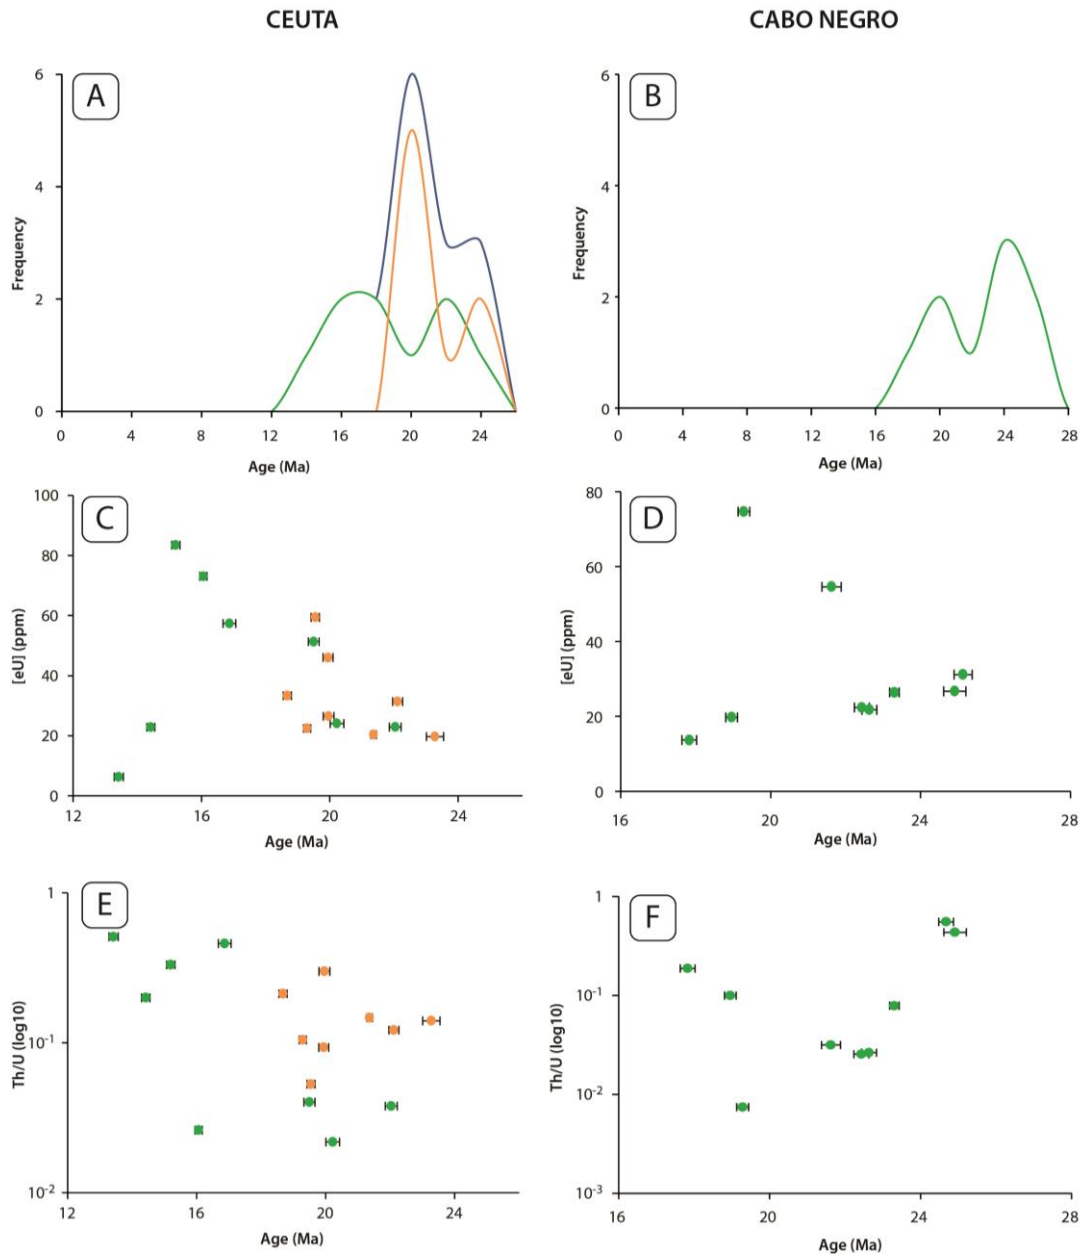 CEUTA
CABO NEGRO
A
6
4
2
0
Frequency
0 4 8 12 16 20 24
Age (Ma)
B
6
4
2
0
Frequency
0 4 8 12 16 20 24 28
Age (Ma)
C
100
80
60
40
20
0
[eU] (ppm)
12 16 20 24
Age (Ma)
D
80
60
40
20
0
[eU] (ppm)
16 20 24 28
Age (Ma)
E
1
10-1
10-2
Th/U (log10)
12 16 20 24
Age (Ma)
F
1
10-1
10-2
10-3
Th/U (log10)
16 20 24 28
Age (Ma)